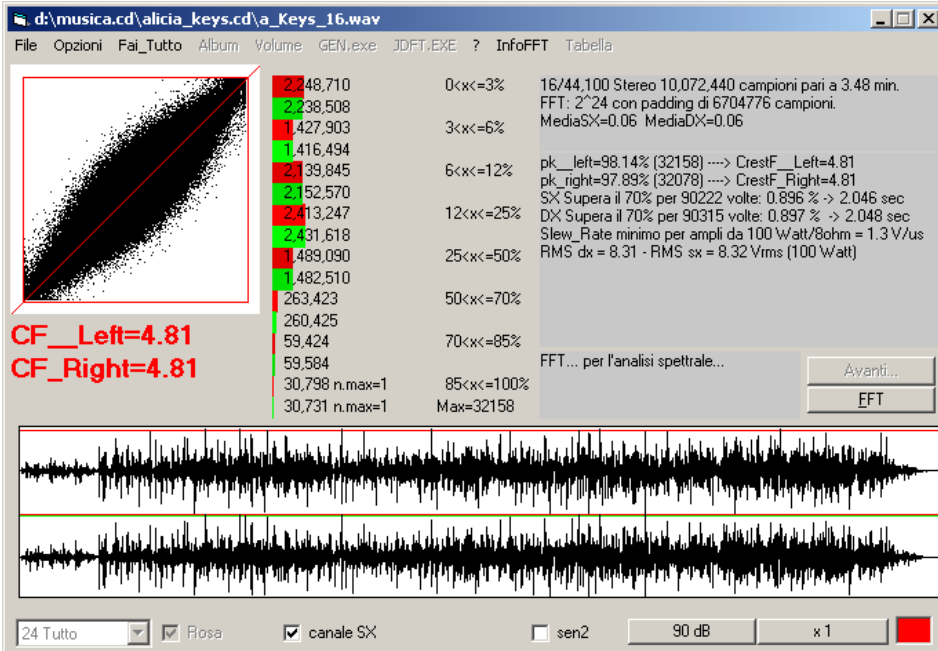 d:\musica.cd\alicia_keys.cd\a_Keys_16.wav
File Opzioni Fai_Tutto Album Volume GEN.exe JDFT.EXE ? InfoFFT Tabella
2,248,710 0<x<=3%
2,238,508
1,427,903 3<x<=6%
1,416,494
2,139,845 6<x<=12%
2,152,570
2,413,247 12<x<=25%
2,431,618
1,489,090 25<x<=50%
1,482,510
263,423 50<x<=70%
260,425
59,424 70<x<=85%
59,584
30,798 n.max=1 85<x<=100%
30,731 n.max=1 Max=32158
16/44,100 Stereo 10,072,440 campioni pari a 3.48 min.
FFT: 2^24 con padding di 6704776 campioni.
MediaSX=0.06 MediaDX=0.06
pk__left=98.14% (32158) ----> CrestF__Left=4.81
pk_right=97.89% (32078) ----> CrestF_Right=4.81
SX Supera il 70% per 90222 volte: 0.896 % -> 2.046 sec
DX Supera il 70% per 90315 volte: 0.897 % -> 2.048 sec
Slew_Rate minimo per ampli da 100 Watt/8ohm = 1.3 V/us
RMS dx = 8.31 - RMS sx = 8.32 Vrms (100 Watt)
CF__Left=4.81
CF_Right=4.81
FFT... per l'analisi spettrale...
Avanti...
FFT
24 Tutto Rosa canale SX sen2 90 dB x 1